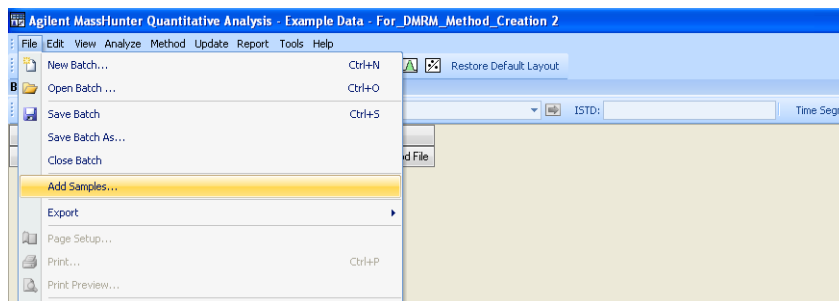 Agilent MassHunter Quantitative Analysis - Example Data - For_DMRM_Method_Creation 2
File Edit View Analyze Method Update Report Tools Help
New Batch... Ctrl+N
Restore Default Layout
Open Batch ... Ctrl+O
B
Save Batch Ctrl+S
ISTD: Time Seg
Save Batch As...
Close Batch
d File
Add Samples...
Export
Page Setup...
Print... Ctrl+P
Print Preview...